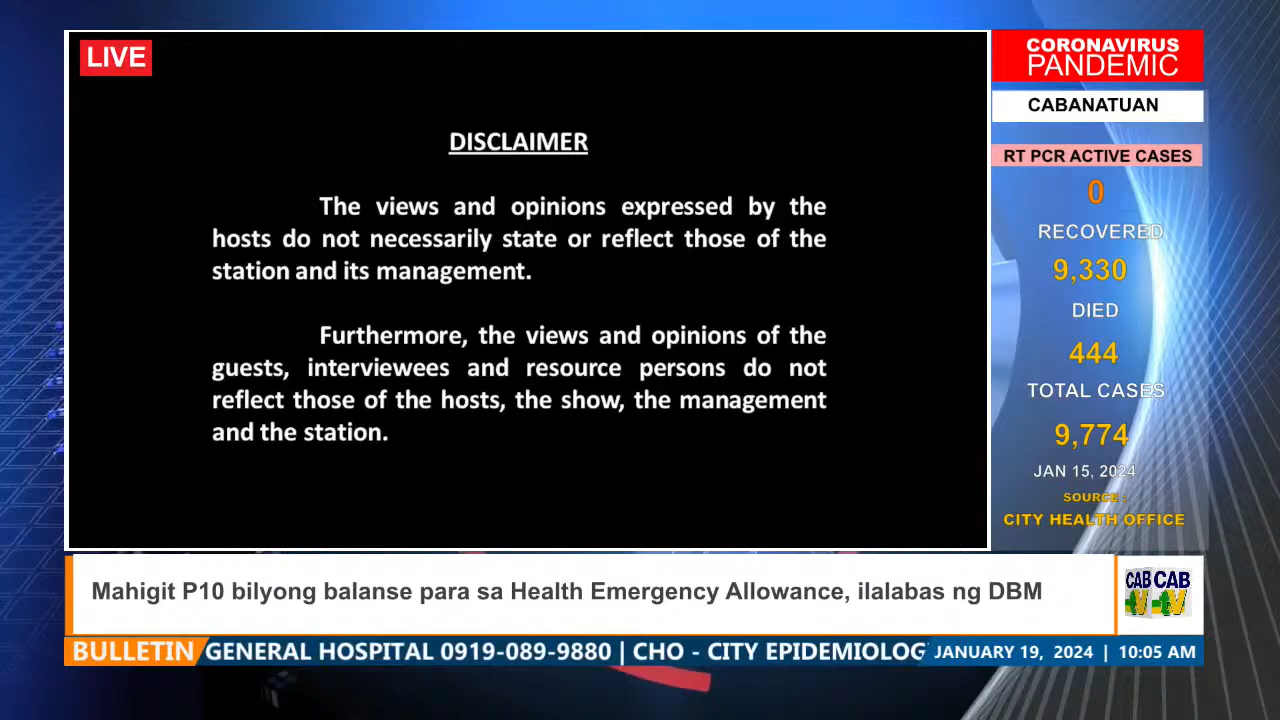 LIVE
DISCLAIMER
The views and opinions expressed by the
hosts do not necessarily state or reflect those of the
station and its management.
Furthermore, the views and opinions of the
guests, interviewees and resource persons do not
reflect those of the hosts, the show, the management
and the station.
CORONAVIRUS
PANDEMIC
CABANATUAN
RT PCR ACTIVE CASES
0
RECOVERED
9,330
DIED
444
TOTAL CASES
9,774
JAN 15, 2024
SOURCE :
CITY HEALTH OFFICE
Mahigit P10 bilyong balanse para sa Health Emergency Allowance, ilalabas ng DBM
CAB CAB
tv tv
BULLETIN
GENERAL HOSPITAL 0919-089-9880 | CHO - CITY EPIDEMIOLOG
JANUARY 19, 2024 | 10:05 AM